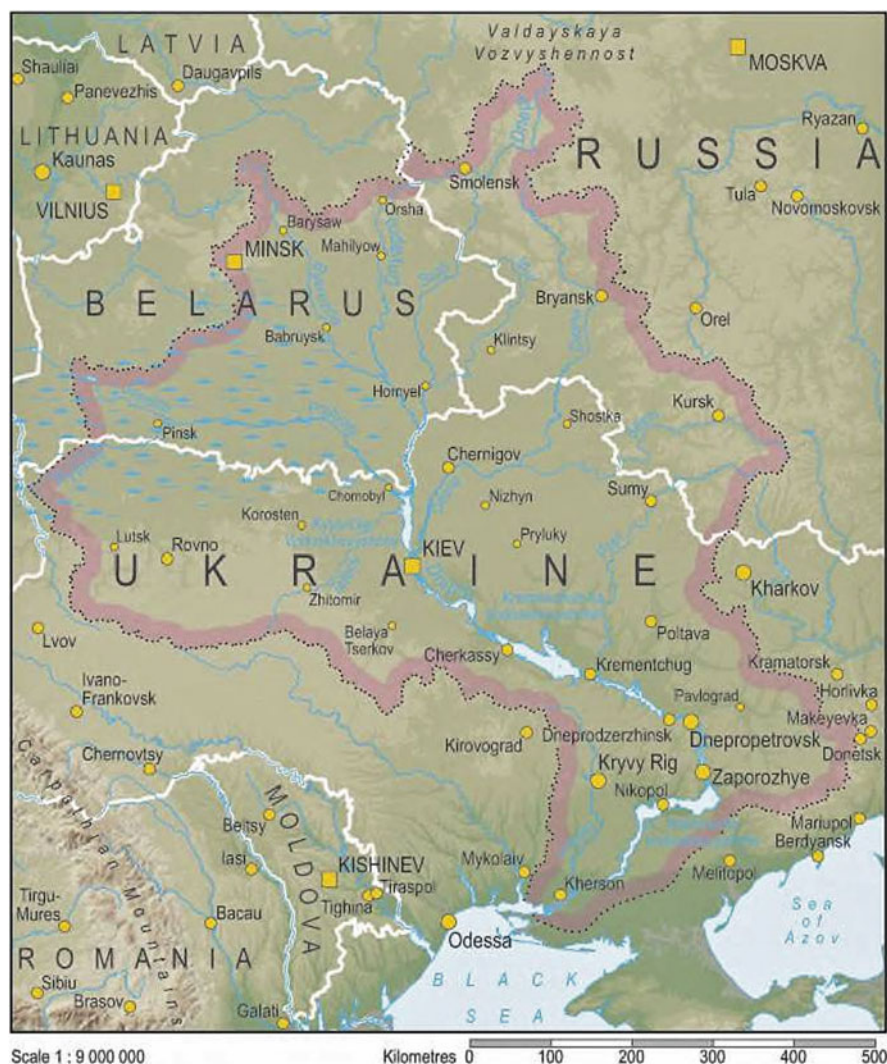 Valdayskaya
Vozvyshennost
LATVIA
MOSKVA
Shauliai
Daugavpils
Panevezhis
Ryazan
LITHUANIA
Dnepr
Kaunas
RUSSIA
Smolensk
Tula
VILNIUS
Novomoskovsk
Orsha
Barysaw
MINSK
Mahilyow
BELARUS
Bryansk
Orel
Babruysk
Klintsy
Homyel
Kursk
Pinsk
Shostka
Chernigov
Chornobyl
Sumy
Nizhyn
Korosten
Lutsk
Rovno
Pryluky
KIEV
UKRAINE
Kharkov
Zhitomir
Lvov
Belaya
Tserkov
Poltava
Cherkassy
Kramatorsk
Krementchug
Ivano-
Frankovsk
Horlivka
Pavlograd
Makeyevka
Kirovograd
Dneprodzerzhinsk
Dnepropetrovsk
Donetsk
Chernovtsy
Kryvy Rig
Zaporozhye
Nikopol
Carpathian Mountains
MOLDOVA
Beltsy
Mariupol
Berdyansk
Iasi
KISHINEV
Mykolaiv
Melitopol
Tiraspol
Kherson
Tighina
Tirgu-
Mures
Bacau
Odessa
Sea
of
Azov
ROMANIA
Sibiu
Brasov
BLACK
SEA
Galati
Scale 1 : 9 000 000
Kilometres 0 100 200 300 400 500